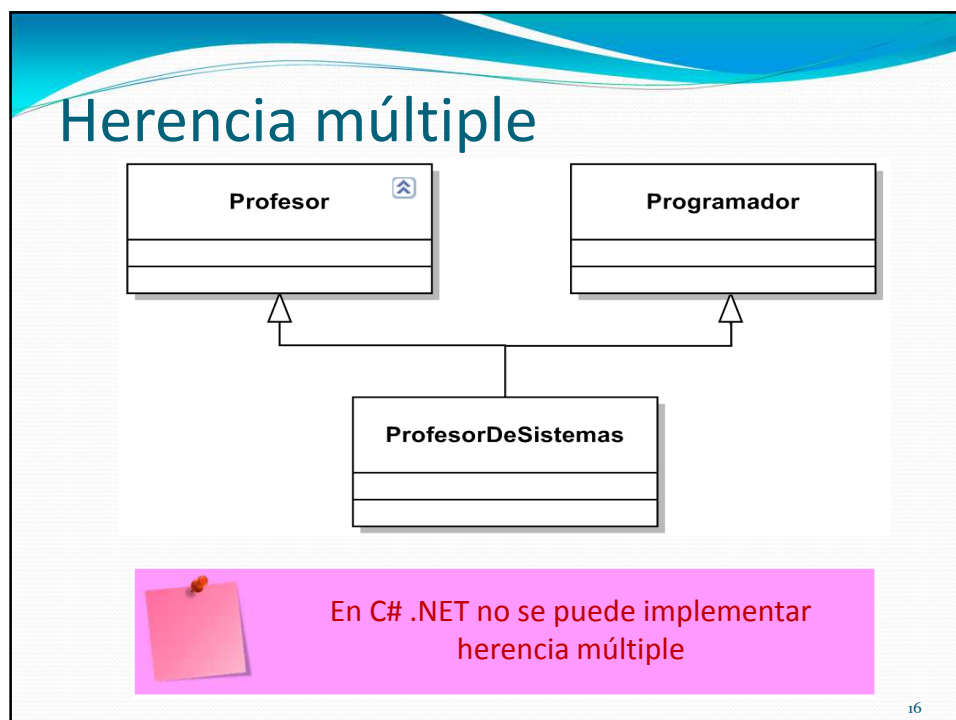 Herencia múltiple
Profesor
Programador
ProfesorDeSistemas
En C# .NET no se puede implementar
herencia múltiple
16